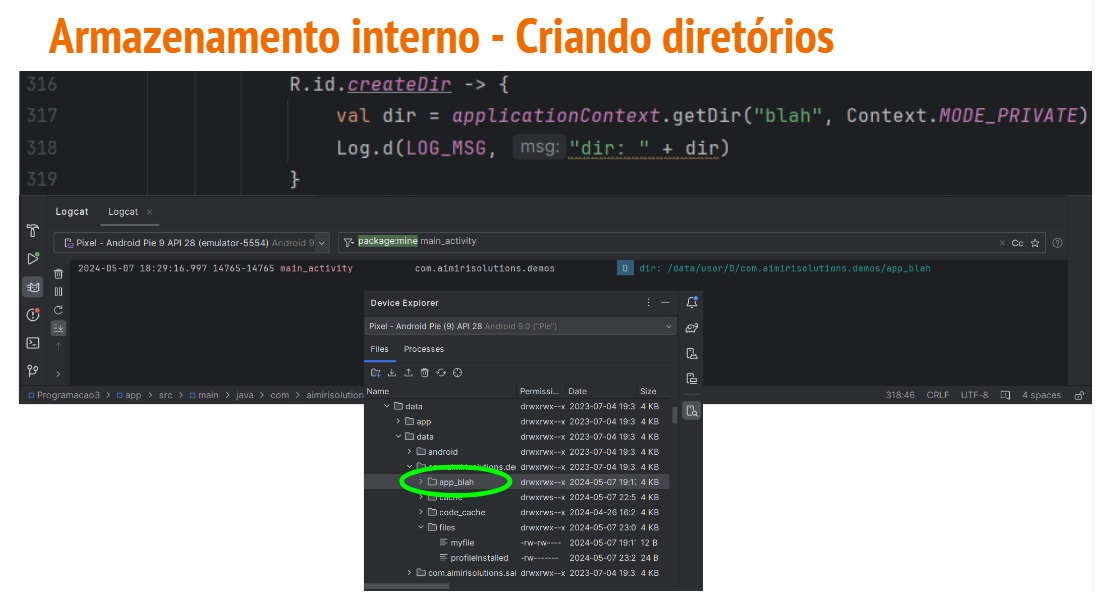 Armazenamento interno - Criando diretórios
316 R.id.createDir -> {
317 val dir = applicationContext.getDir("blah", Context.MODE_PRIVATE)
318 Log.d(LOG_MSG, msg: "dir: " + dir)
319 }
Logcat Logcat ×
Pixel - Android Pie 9 API 28 (emulator-5554) Android 9 package:mine main_activity × Cc
2024-05-07 18:29:16.997 14765-14765 main_activity com.aimirisolutions.demos D dir: /data/user/0/com.aimirisolutions.demos/app_blah
Device Explorer
Pixel - Android Pie (9) API 28 Android 9.0 ("Pie")
Files Processes
Name Permissi... Date Size
data drwxrwx--x 2023-07-04 19:3 4 KB
app drwxrwx--x 2023-07-04 19:3 4 KB
data drwxrwx--x 2023-07-04 19:3 4 KB
android drwxrwx--x 2023-07-04 19:3 4 KB
com.aimirisolutions.de drwxrwx--x 2023-07-04 19:3 4 KB
app_blah drwxrwx--x 2024-05-07 19:1 4 KB
cache drwxrws--x 2024-05-07 22:5 4 KB
code_cache drwxrws--x 2024-04-26 16:2 4 KB
files drwxrwx--x 2024-05-07 23:0 4 KB
myfile -rw-rw---- 2024-05-07 19:1 12 B
profileInstalled -rw------- 2024-05-07 23:2 24 B
com.aimirisolutions.sai drwxrwx--x 2023-07-04 19:3 4 KB
Programacao3 > app > src > main > java > com > aimirisolution 318:46 CRLF UTF-8 4 spaces